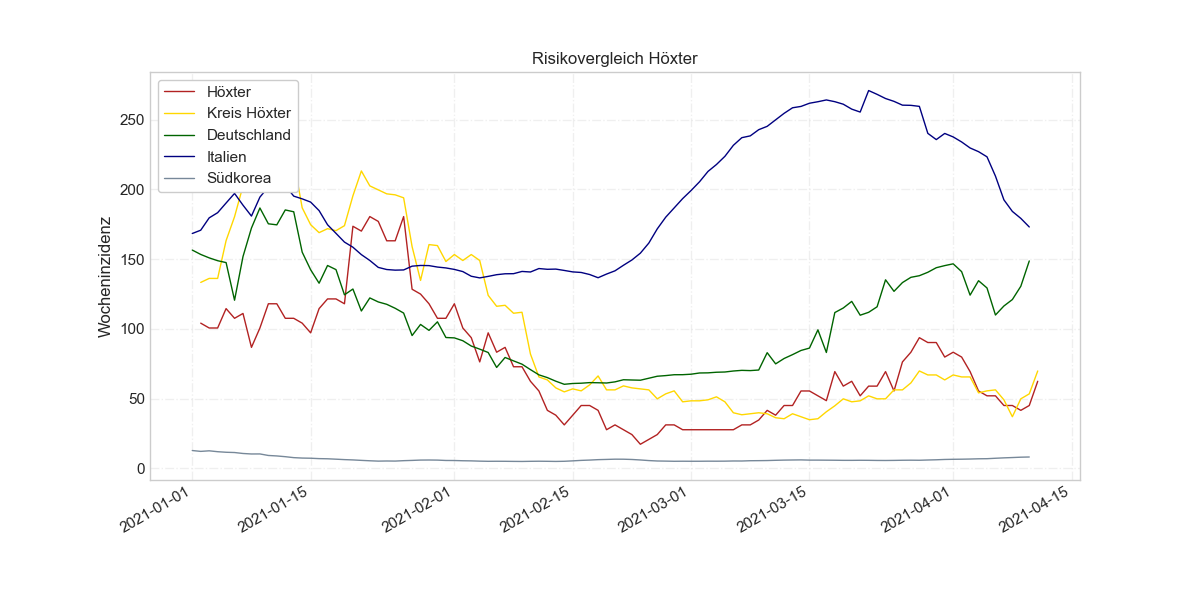 Risikovergleich Höxter
Höxter
Kreis Höxter
Deutschland
Italien
Südkorea
Wocheninzidenz
250
200
150
100
50
0
2021-01-01
2021-01-15
2021-02-01
2021-02-15
2021-03-01
2021-03-15
2021-04-01
2021-04-15